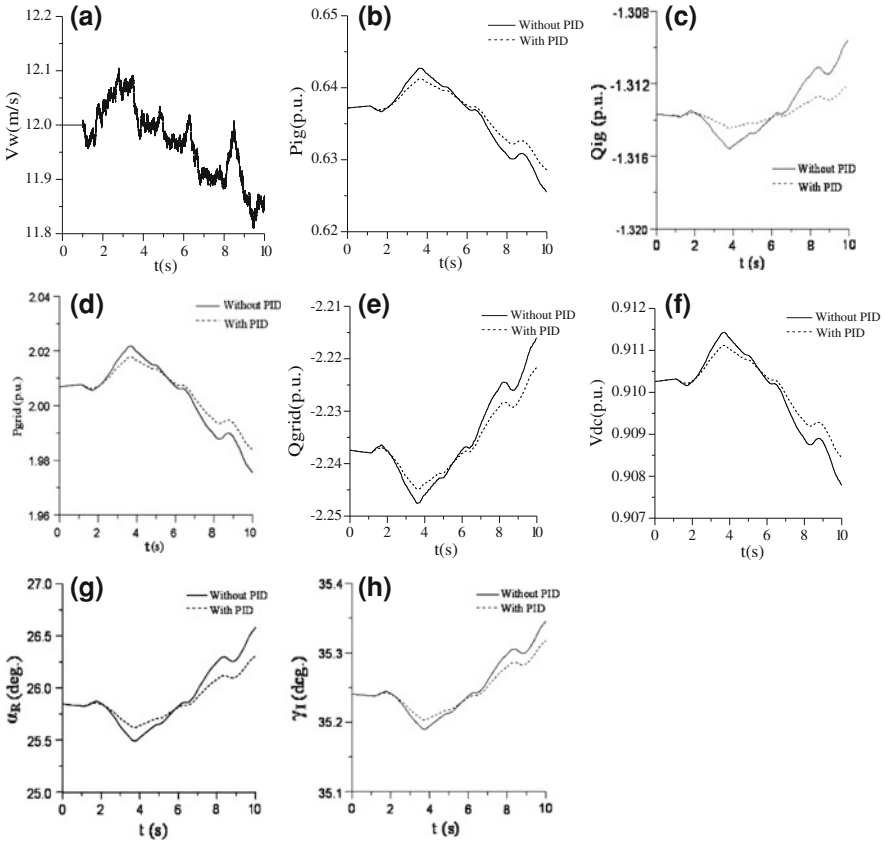 (a)
12.2
12.1
12.0
11.9
11.8
Vw(m/s)
0 2 4 6 8 10
t(s)
(b)
0.65
0.64
0.63
0.62
Pig(p.u.)
Without PID
With PID
0 2 4 6 8 10
t(s)
(c)
-1.308
-1.312
-1.316
-1.320
Qig (p.u.)
Without PID
With PID
0 2 4 6 8 10
t (s)
(d)
2.04
2.02
2.00
1.98
1.96
Pgrid(p.u.)
Without PID
With PID
0 2 4 6 8 10
t(s)
(e)
-2.21
-2.22
-2.23
-2.24
-2.25
Qgrid(p.u.)
Without PID
With PID
0 2 4 6 8 10
t(s)
(f)
0.912
0.911
0.910
0.909
0.908
0.907
Vdc(p.u.)
Without PID
With PID
0 2 4 6 8 10
t(s)
(g)
27.0
26.5
26.0
25.5
25.0
αR (deg.)
Without PID
With PID
0 2 4 6 8 10
t (s)
(h)
35.4
35.3
35.2
35.1
γI (deg.)
Without PID
With PID
0 2 4 6 8 10
t (s)